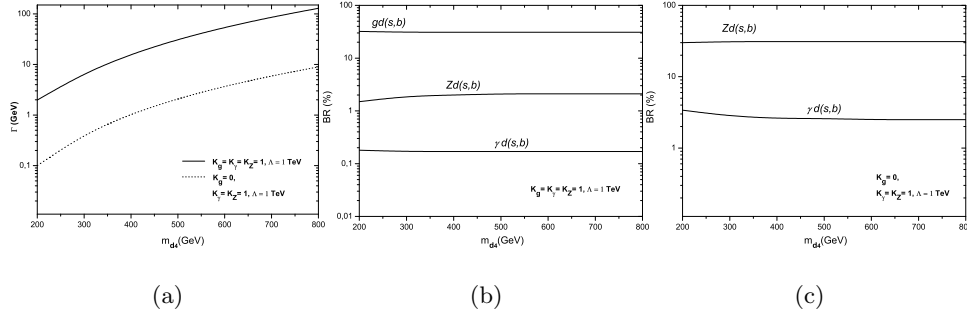 100
10
1
0,1
Γ (GeV)
K_g = K_γ = K_Z = 1, Λ = 1 TeV
K_g = 0,
K_γ = K_Z = 1, Λ = 1 TeV
200 300 400 500 600 700 800
m_d4(GeV)
(a)
100
10
1
0,1
0,01
BR (%)
gd(s,b)
Zd(s,b)
γ d(s,b)
K_g = K_γ = K_Z = 1, Λ = 1 TeV
200 300 400 500 600 700 800
m_d4(GeV)
(b)
100
10
1
BR (%)
Zd(s,b)
γ d(s,b)
K_g = 0,
K_γ = K_Z = 1, Λ = 1 TeV
200 300 400 500 600 700 800
m_d4(GeV)
(c)